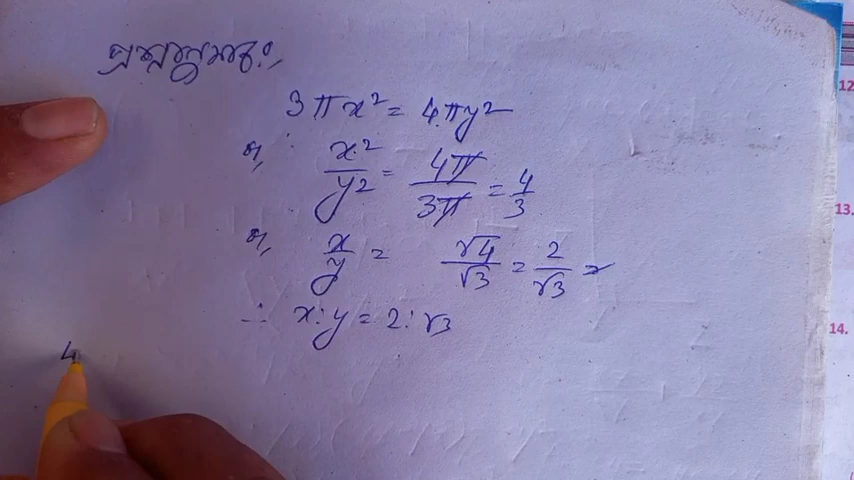 প্রশ্নানুসারে,
3πx² = 4πy²
বা, x²/y² = 4π/3π = 4/3
বা, x/y = √4/√3 = 2/√3
∴ x:y = 2:√3
4
12
13.
14.